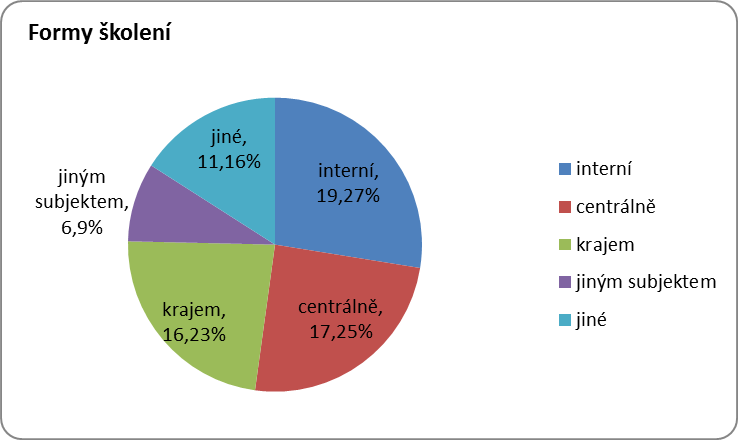 Formy školení
jiné,
11,16%
interní,
19,27%
jiným
subjektem,
6,9%
krajem,
16,23%
centrálně,
17,25%
interní
centrálně
krajem
jiným subjektem
jiné